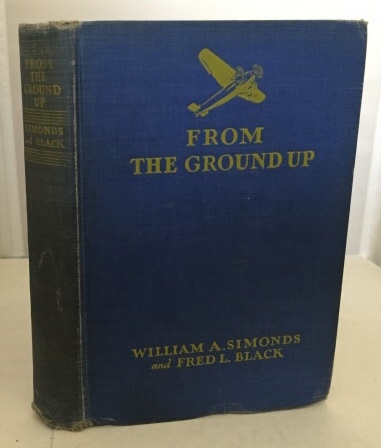 FROM
THE
GROUND
UP
SIMONDS
and BLACK
FROM
THE GROUND UP
WILLIAM A. SIMONDS
and FRED L. BLACK